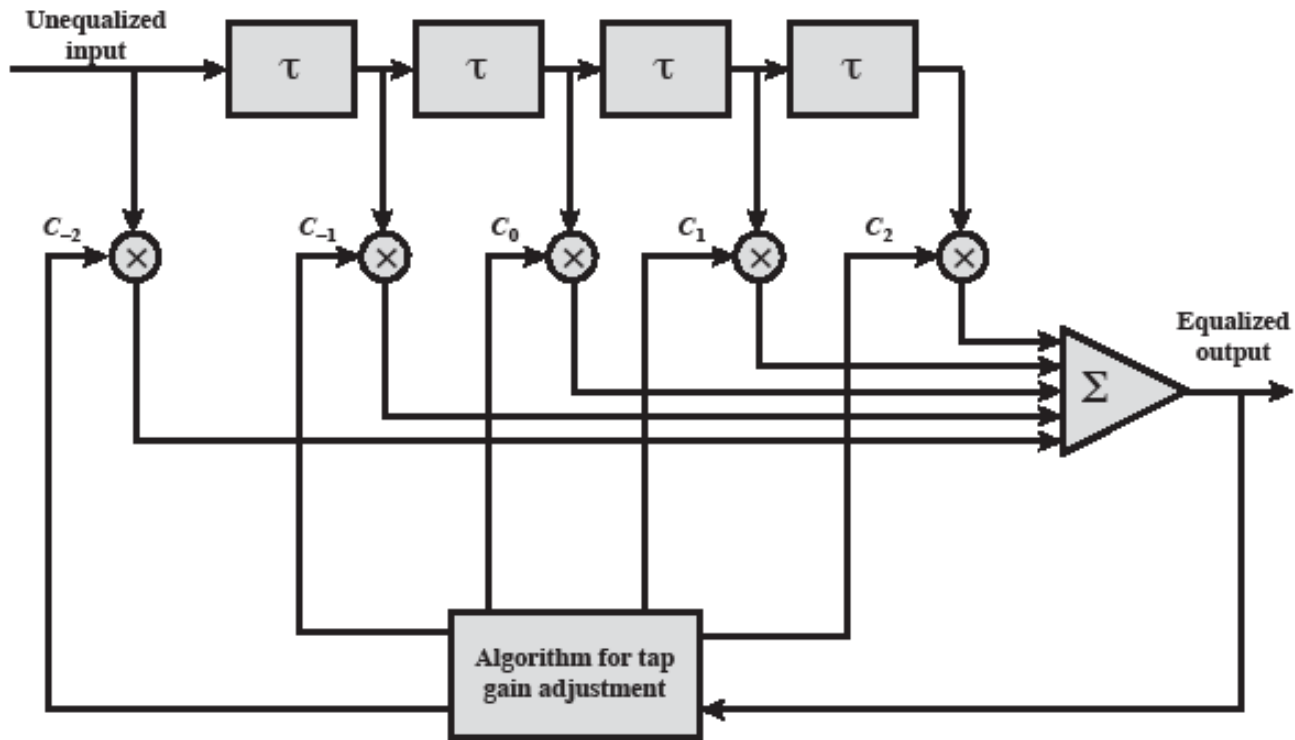 Unequalized
input
τ
τ
τ
τ
C–2
C–1
C0
C1
C2
Equalized
output
Σ
Algorithm for tap
gain adjustment